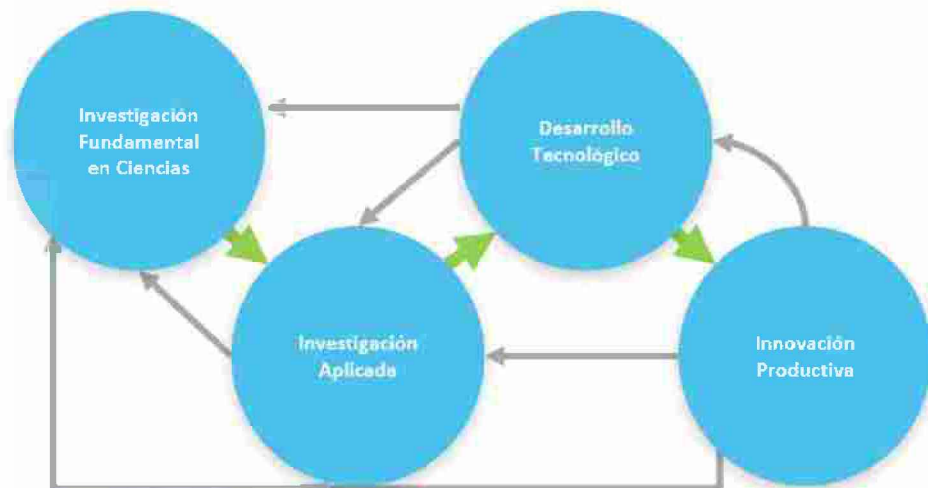 Investigación
Fundamental
en Ciencias
Desarrollo
Tecnológico
Investigación
Aplicada
Innovación
Productiva